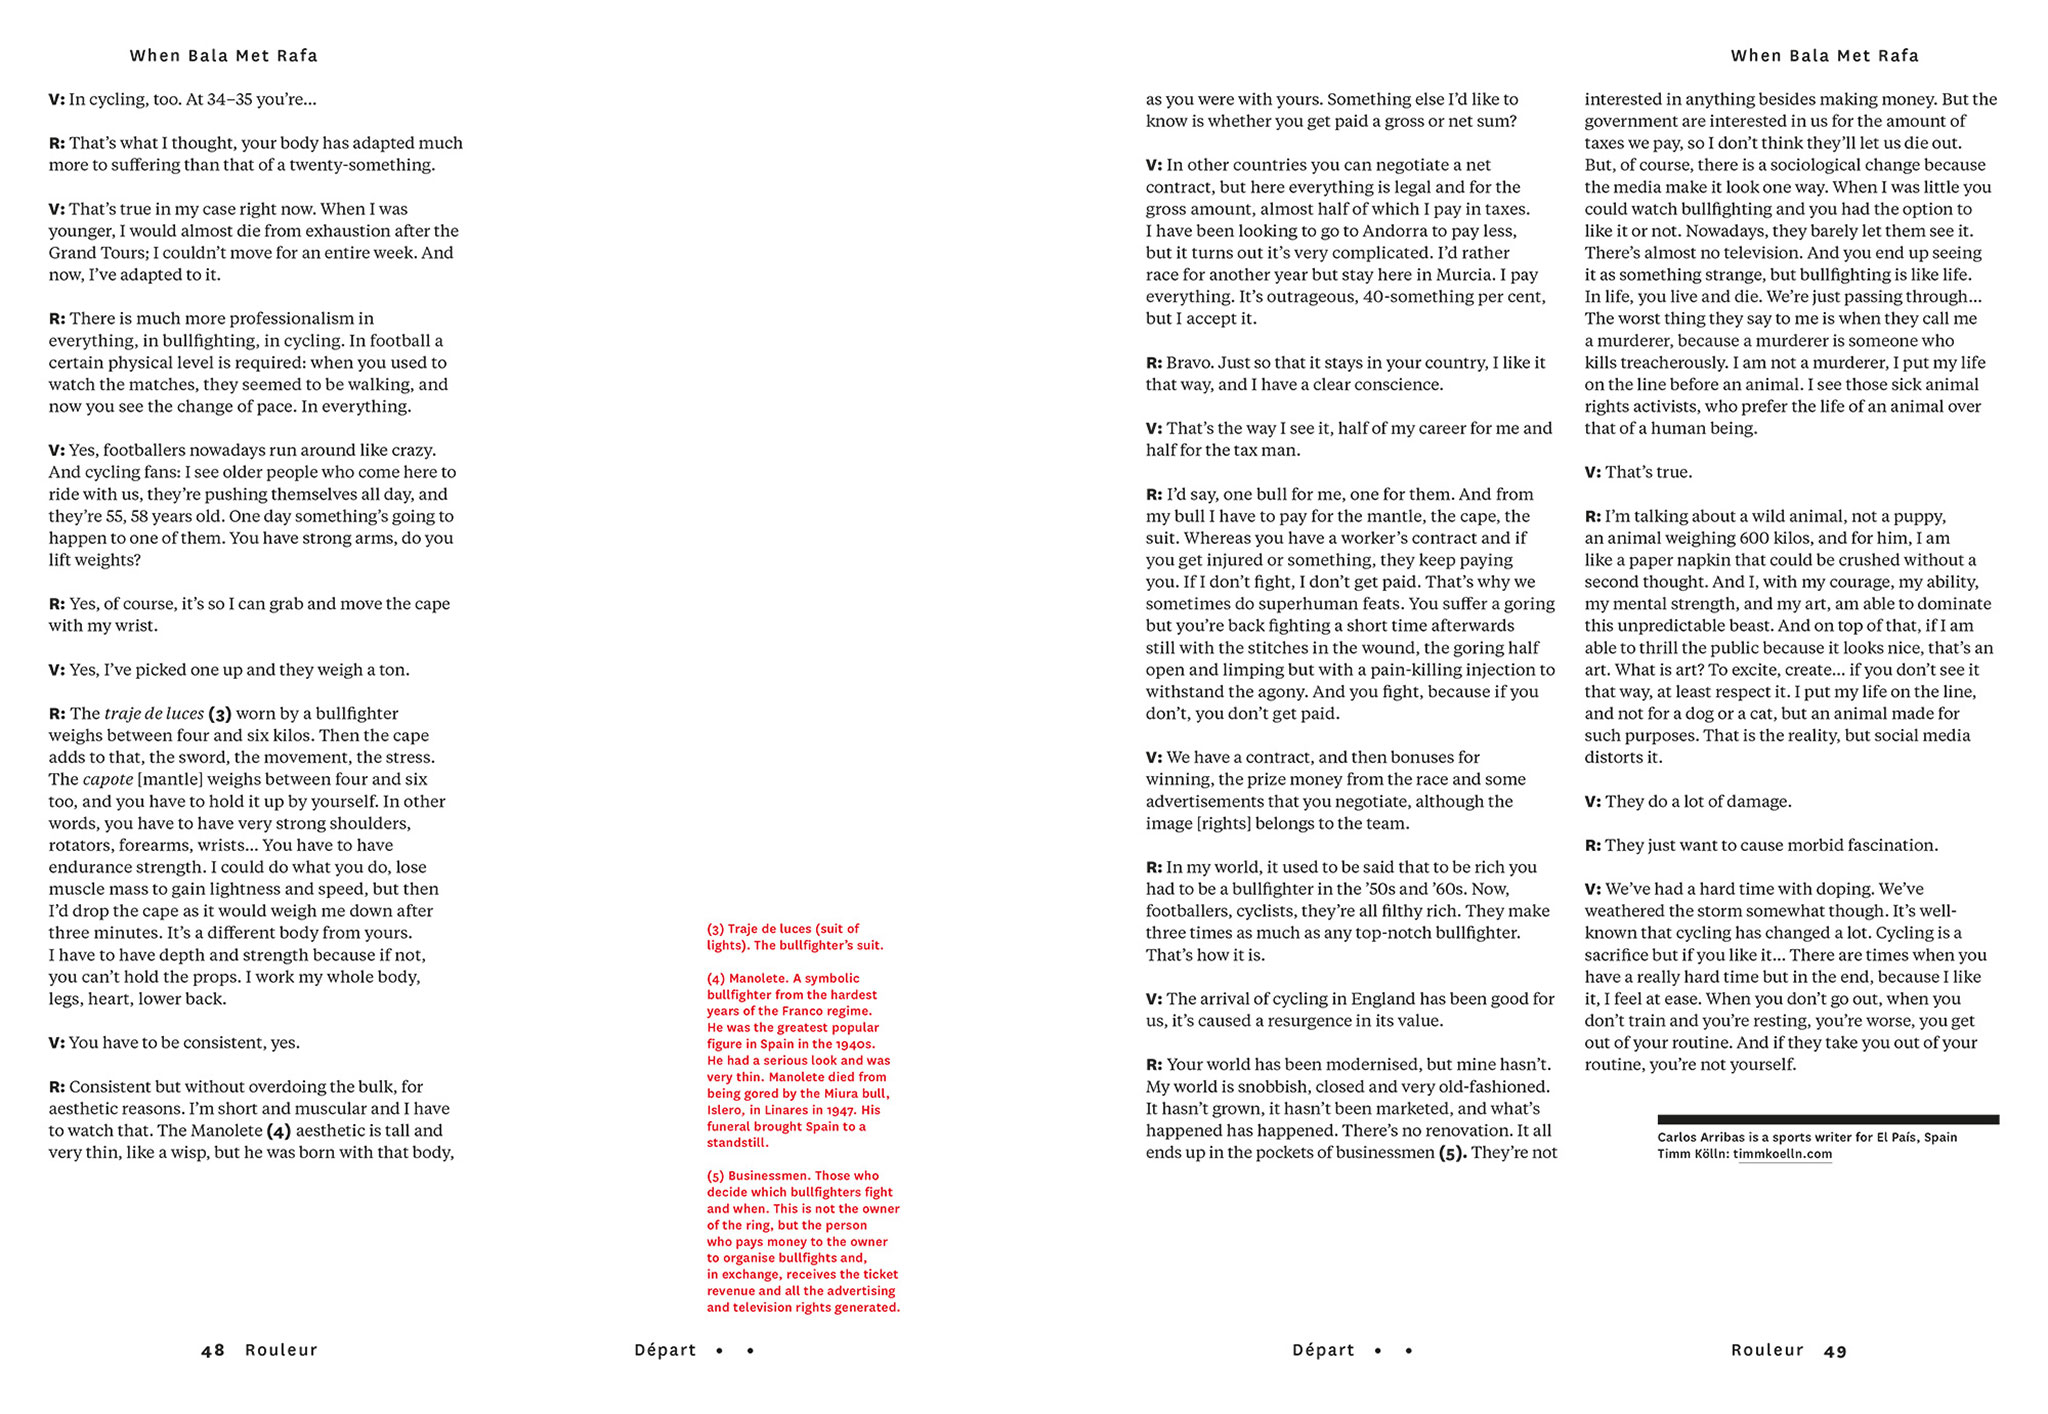 When Bala Met Rafa
V: In cycling, too. At 34–35 you’re...
R: That’s what I thought, your body has adapted much
more to suffering than that of a twenty-something.
V: That’s true in my case right now. When I was
younger, I would almost die from exhaustion after the
Grand Tours; I couldn’t move for an entire week. And
now, I’ve adapted to it.
R: There is much more professionalism in
everything, in bullfighting, in cycling. In football a
certain physical level is required: when you used to
watch the matches, they seemed to be walking, and
now you see the change of pace. In everything.
V: Yes, footballers nowadays run around like crazy.
And cycling fans: I see older people who come here to
ride with us, they’re pushing themselves all day, and
they’re 55, 58 years old. One day something’s going to
happen to one of them. You have strong arms, do you
lift weights?
R: Yes, of course, it’s so I can grab and move the cape
with my wrist.
V: Yes, I’ve picked one up and they weigh a ton.
R: The traje de luces (3) worn by a bullfighter
weighs between four and six kilos. Then the cape
adds to that, the sword, the movement, the stress.
The capote [mantle] weighs between four and six
too, and you have to hold it up by yourself. In other
words, you have to have very strong shoulders,
rotators, forearms, wrists... You have to have
endurance strength. I could do what you do, lose
muscle mass to gain lightness and speed, but then
I’d drop the cape as it would weigh me down after
three minutes. It’s a different body from yours.
I have to have depth and strength because if not,
you can’t hold the props. I work my whole body,
legs, heart, lower back.
V: You have to be consistent, yes.
R: Consistent but without overdoing the bulk, for
aesthetic reasons. I’m short and muscular and I have
to watch that. The Manolete (4) aesthetic is tall and
very thin, like a wisp, but he was born with that body,
(3) Traje de luces (suit of
lights). The bullfighter’s suit.
(4) Manolete. A symbolic
bullfighter from the hardest
years of the Franco regime.
He was the greatest popular
figure in Spain in the 1940s.
He had a serious look and was
very thin. Manolete died from
being gored by the Miura bull,
Islero, in Linares in 1947. His
funeral brought Spain to a
standstill.
(5) Businessmen. Those who
decide which bullfighters fight
and when. This is not the owner
of the ring, but the person
who pays money to the owner
to organise bullfights and,
in exchange, receives the ticket
revenue and all the advertising
and television rights generated.
48 Rouleur
Départ • •
When Bala Met Rafa
as you were with yours. Something else I’d like to
know is whether you get paid a gross or net sum?
V: In other countries you can negotiate a net
contract, but here everything is legal and for the
gross amount, almost half of which I pay in taxes.
I have been looking to go to Andorra to pay less,
but it turns out it’s very complicated. I’d rather
race for another year but stay here in Murcia. I pay
everything. It’s outrageous, 40-something per cent,
but I accept it.
R: Bravo. Just so that it stays in your country, I like it
that way, and I have a clear conscience.
V: That’s the way I see it, half of my career for me and
half for the tax man.
R: I’d say, one bull for me, one for them. And from
my bull I have to pay for the mantle, the cape, the
suit. Whereas you have a worker’s contract and if
you get injured or something, they keep paying
you. If I don’t fight, I don’t get paid. That’s why we
sometimes do superhuman feats. You suffer a goring
but you’re back fighting a short time afterwards
still with the stitches in the wound, the goring half
open and limping but with a pain-killing injection to
withstand the agony. And you fight, because if you
don’t, you don’t get paid.
V: We have a contract, and then bonuses for
winning, the prize money from the race and some
advertisements that you negotiate, although the
image [rights] belongs to the team.
R: In my world, it used to be said that to be rich you
had to be a bullfighter in the ’50s and ’60s. Now,
footballers, cyclists, they’re all filthy rich. They make
three times as much as any top-notch bullfighter.
That’s how it is.
V: The arrival of cycling in England has been good for
us, it’s caused a resurgence in its value.
R: Your world has been modernised, but mine hasn’t.
My world is snobbish, closed and very old-fashioned.
It hasn’t grown, it hasn’t been marketed, and what’s
happened has happened. There’s no renovation. It all
ends up in the pockets of businessmen (5). They’re not
interested in anything besides making money. But the
government are interested in us for the amount of
taxes we pay, so I don’t think they’ll let us die out.
But, of course, there is a sociological change because
the media make it look one way. When I was little you
could watch bullfighting and you had the option to
like it or not. Nowadays, they barely let them see it.
There’s almost no television. And you end up seeing
it as something strange, but bullfighting is like life.
In life, you live and die. We’re just passing through...
The worst thing they say to me is when they call me
a murderer, because a murderer is someone who
kills treacherously. I am not a murderer, I put my life
on the line before an animal. I see those sick animal
rights activists, who prefer the life of an animal over
that of a human being.
V: That’s true.
R: I’m talking about a wild animal, not a puppy,
an animal weighing 600 kilos, and for him, I am
like a paper napkin that could be crushed without a
second thought. And I, with my courage, my ability,
my mental strength, and my art, am able to dominate
this unpredictable beast. And on top of that, if I am
able to thrill the public because it looks nice, that’s an
art. What is art? To excite, create... if you don’t see it
that way, at least respect it. I put my life on the line,
and not for a dog or a cat, but an animal made for
such purposes. That is the reality, but social media
distorts it.
V: They do a lot of damage.
R: They just want to cause morbid fascination.
V: We’ve had a hard time with doping. We’ve
weathered the storm somewhat though. It’s well-
known that cycling has changed a lot. Cycling is a
sacrifice but if you like it... There are times when you
have a really hard time but in the end, because I like
it, I feel at ease. When you don’t go out, when you
don’t train and you’re resting, you’re worse, you get
out of your routine. And if they take you out of your
routine, you’re not yourself.
Carlos Arribas is a sports writer for El País, Spain
Timm Kölln: timmkoelln.com
Départ • •
Rouleur 49